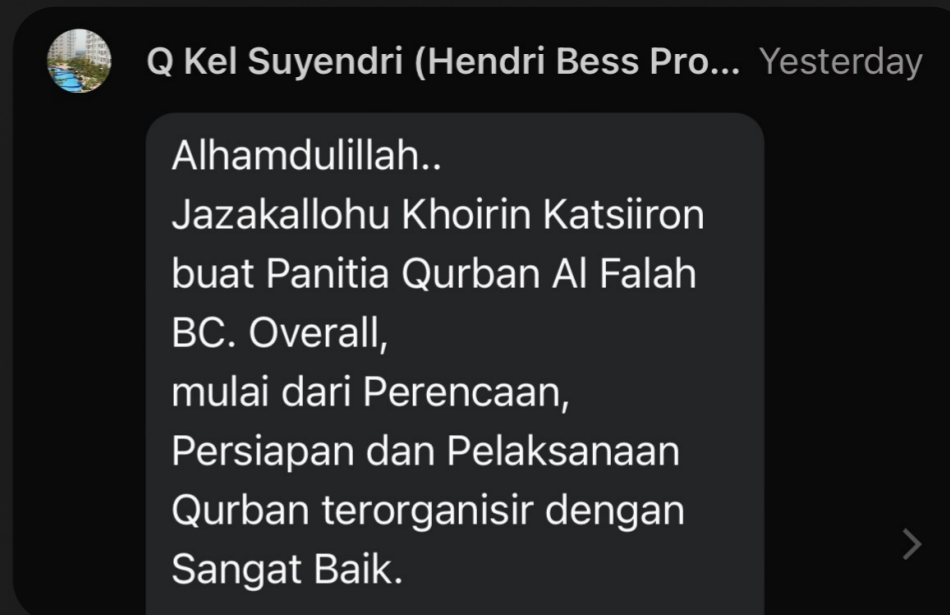 Q Kel Suyendri (Hendri Bess Pro... Yesterday
Alhamdulillah..
Jazakallohu Khoirin Katsiiron
buat Panitia Qurban Al Falah
BC. Overall,
mulai dari Perencaan,
Persiapan dan Pelaksanaan
Qurban terorganisir dengan
Sangat Baik.